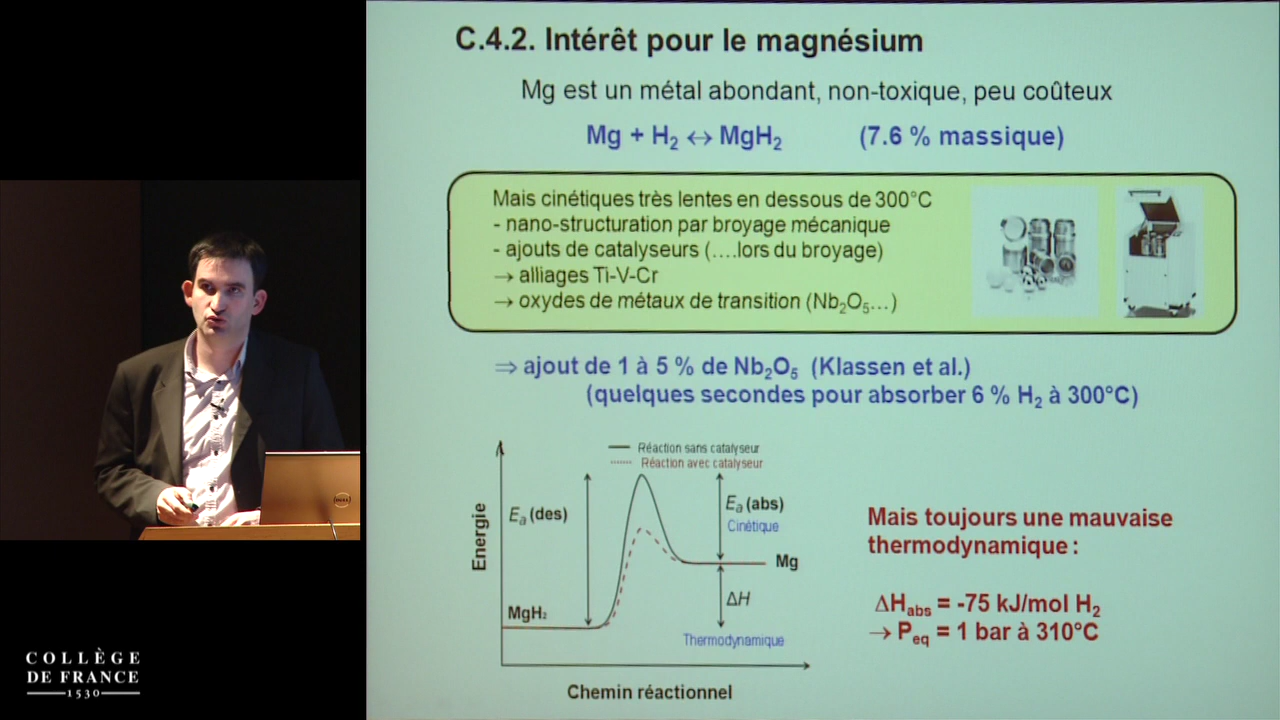 C.4.2. Intérêt pour le magnésium
Mg est un métal abondant, non-toxique, peu coûteux
Mg + H₂ ↔ MgH₂ (7.6 % massique)
Mais cinétiques très lentes en dessous de 300°C
- nano-structuration par broyage mécanique
- ajouts de catalyseurs (....lors du broyage)
→ alliages Ti-V-Cr
→ oxydes de métaux de transition (Nb₂O₅...)
⇒ ajout de 1 à 5 % de Nb₂O₅ (Klassen et al.)
(quelques secondes pour absorber 6 % H₂ à 300°C)
Réaction sans catalyseur
Réaction avec catalyseur
Energie
Eₐ (des)
Eₐ (abs)
Cinétique
Mg
ΔH
MgH₂
Thermodynamique
Chemin réactionnel
Mais toujours une mauvaise
thermodynamique :
ΔHabs = -75 kJ/mol H₂
→ Peq = 1 bar à 310°C
DELL
COLLÈGE
DE FRANCE
1530